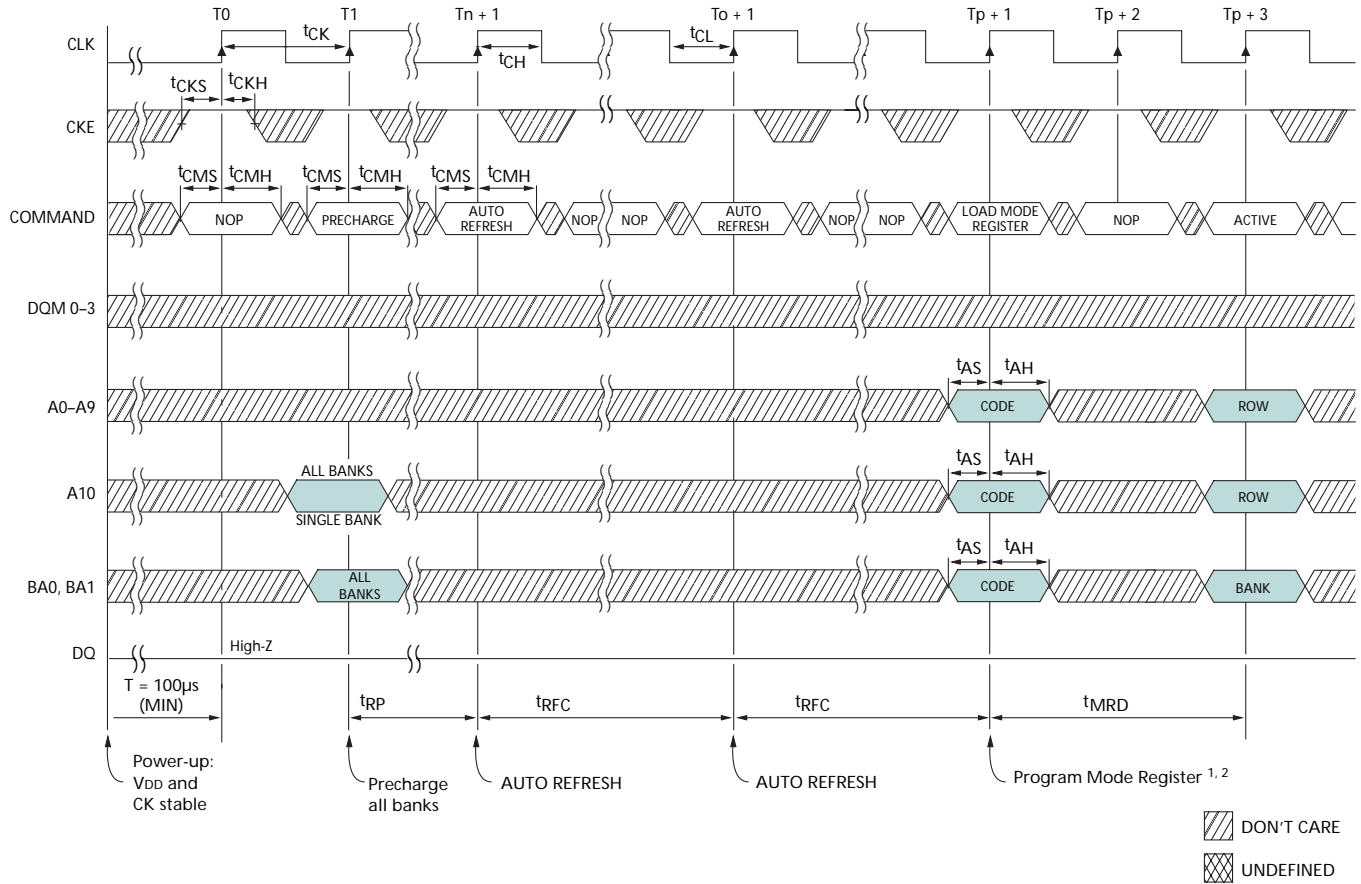 T0 T1 Tn + 1 To + 1 Tp + 1 Tp + 2 Tp + 3
CLK tCK tCH tCL
tCKS tCKH
CKE
tCMS tCMH tCMS tCMH tCMS tCMH
COMMAND NOP PRECHARGE AUTO REFRESH NOP NOP AUTO REFRESH NOP NOP LOAD MODE REGISTER NOP ACTIVE
DQM 0–3
tAS tAH
A0–A9 CODE ROW
ALL BANKS tAS tAH
A10 CODE ROW
SINGLE BANK
tAS tAH
BA0, BA1 ALL BANKS CODE BANK
High-Z
DQ
T = 100µs
(MIN)
tRP tRFC tRFC tMRD
Power-up:
VDD and
CK stable
Precharge
all banks
AUTO REFRESH
AUTO REFRESH
Program Mode Register 1, 2
DON'T CARE
UNDEFINED